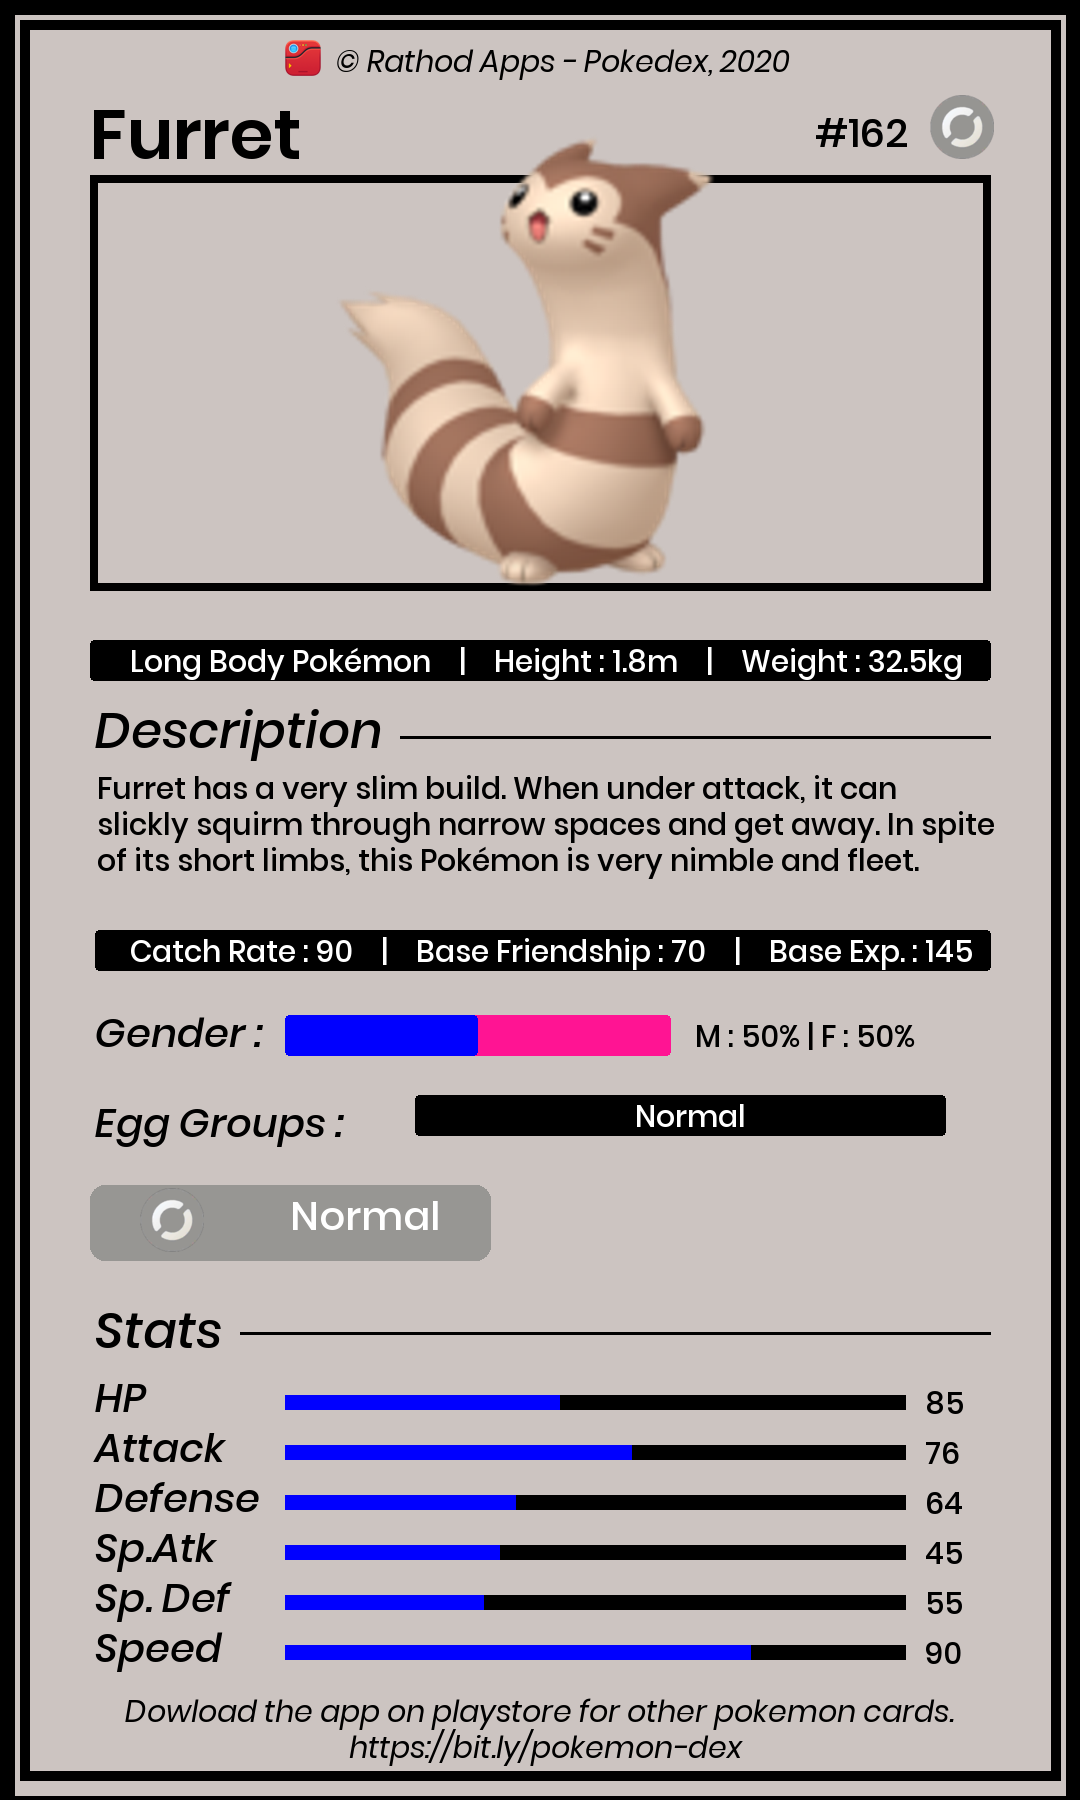 © Rathod Apps - Pokedex, 2020
Furret
#162
Long Body Pokémon | Height : 1.8m | Weight : 32.5kg
Description
Furret has a very slim build. When under attack, it can
slickly squirm through narrow spaces and get away. In spite
of its short limbs, this Pokémon is very nimble and fleet.
Catch Rate : 90 | Base Friendship : 70 | Base Exp. : 145
Gender : M : 50% | F : 50%
Egg Groups : Normal
Normal
Stats
HP 85
Attack 76
Defense 64
Sp.Atk 45
Sp. Def 55
Speed 90
Dowload the app on playstore for other pokemon cards.
https://bit.ly/pokemon-dex